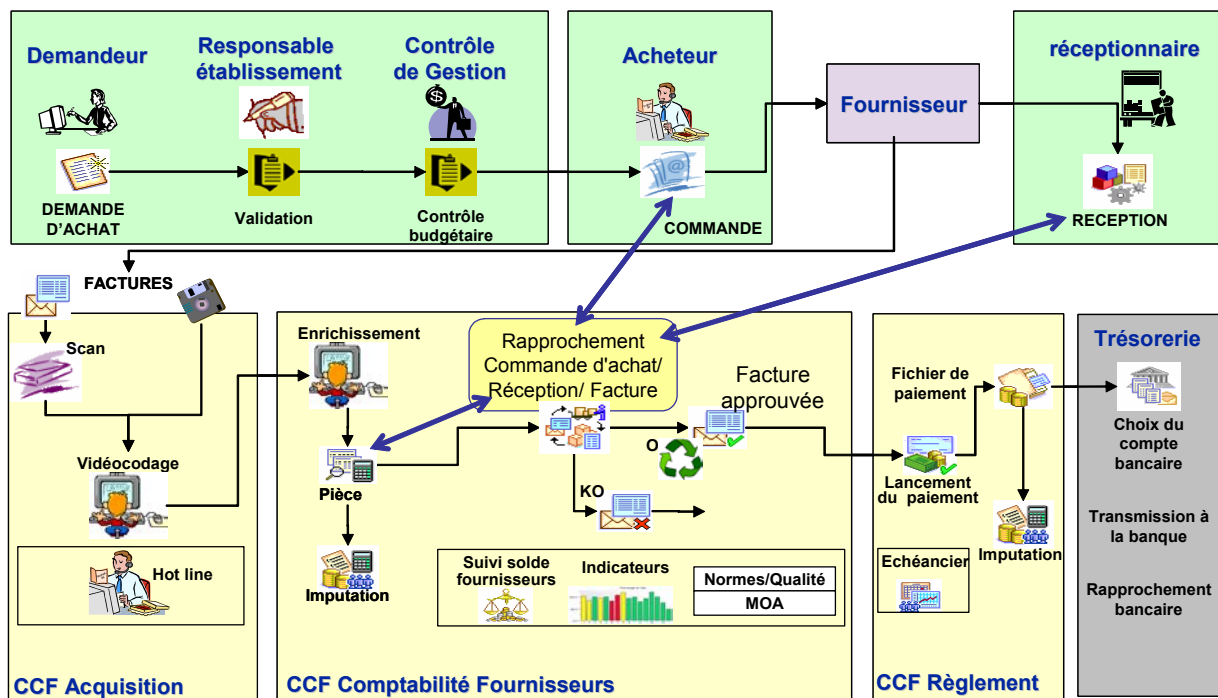 Demandeur
Responsable
établissement
Contrôle
de Gestion
Acheteur
Fournisseur
réceptionnaire
DEMANDE
D'ACHAT
Validation
Contrôle
budgétaire
COMMANDE
RECEPTION
FACTURES
Scan
Vidéocodage
Hot line
CCF Acquisition
Enrichissement
Pièce
Imputation
Rapprochement
Commande d'achat/
Réception/ Facture
Facture
approuvée
O
KO
Suivi solde
fournisseurs
Indicateurs
Normes/Qualité
MOA
CCF Comptabilité Fournisseurs
Fichier de
paiement
Lancement
du paiement
Imputation
Echéancier
CCF Règlement
Trésorerie
Choix du
compte
bancaire
Transmission à
la banque
Rapprochement
bancaire